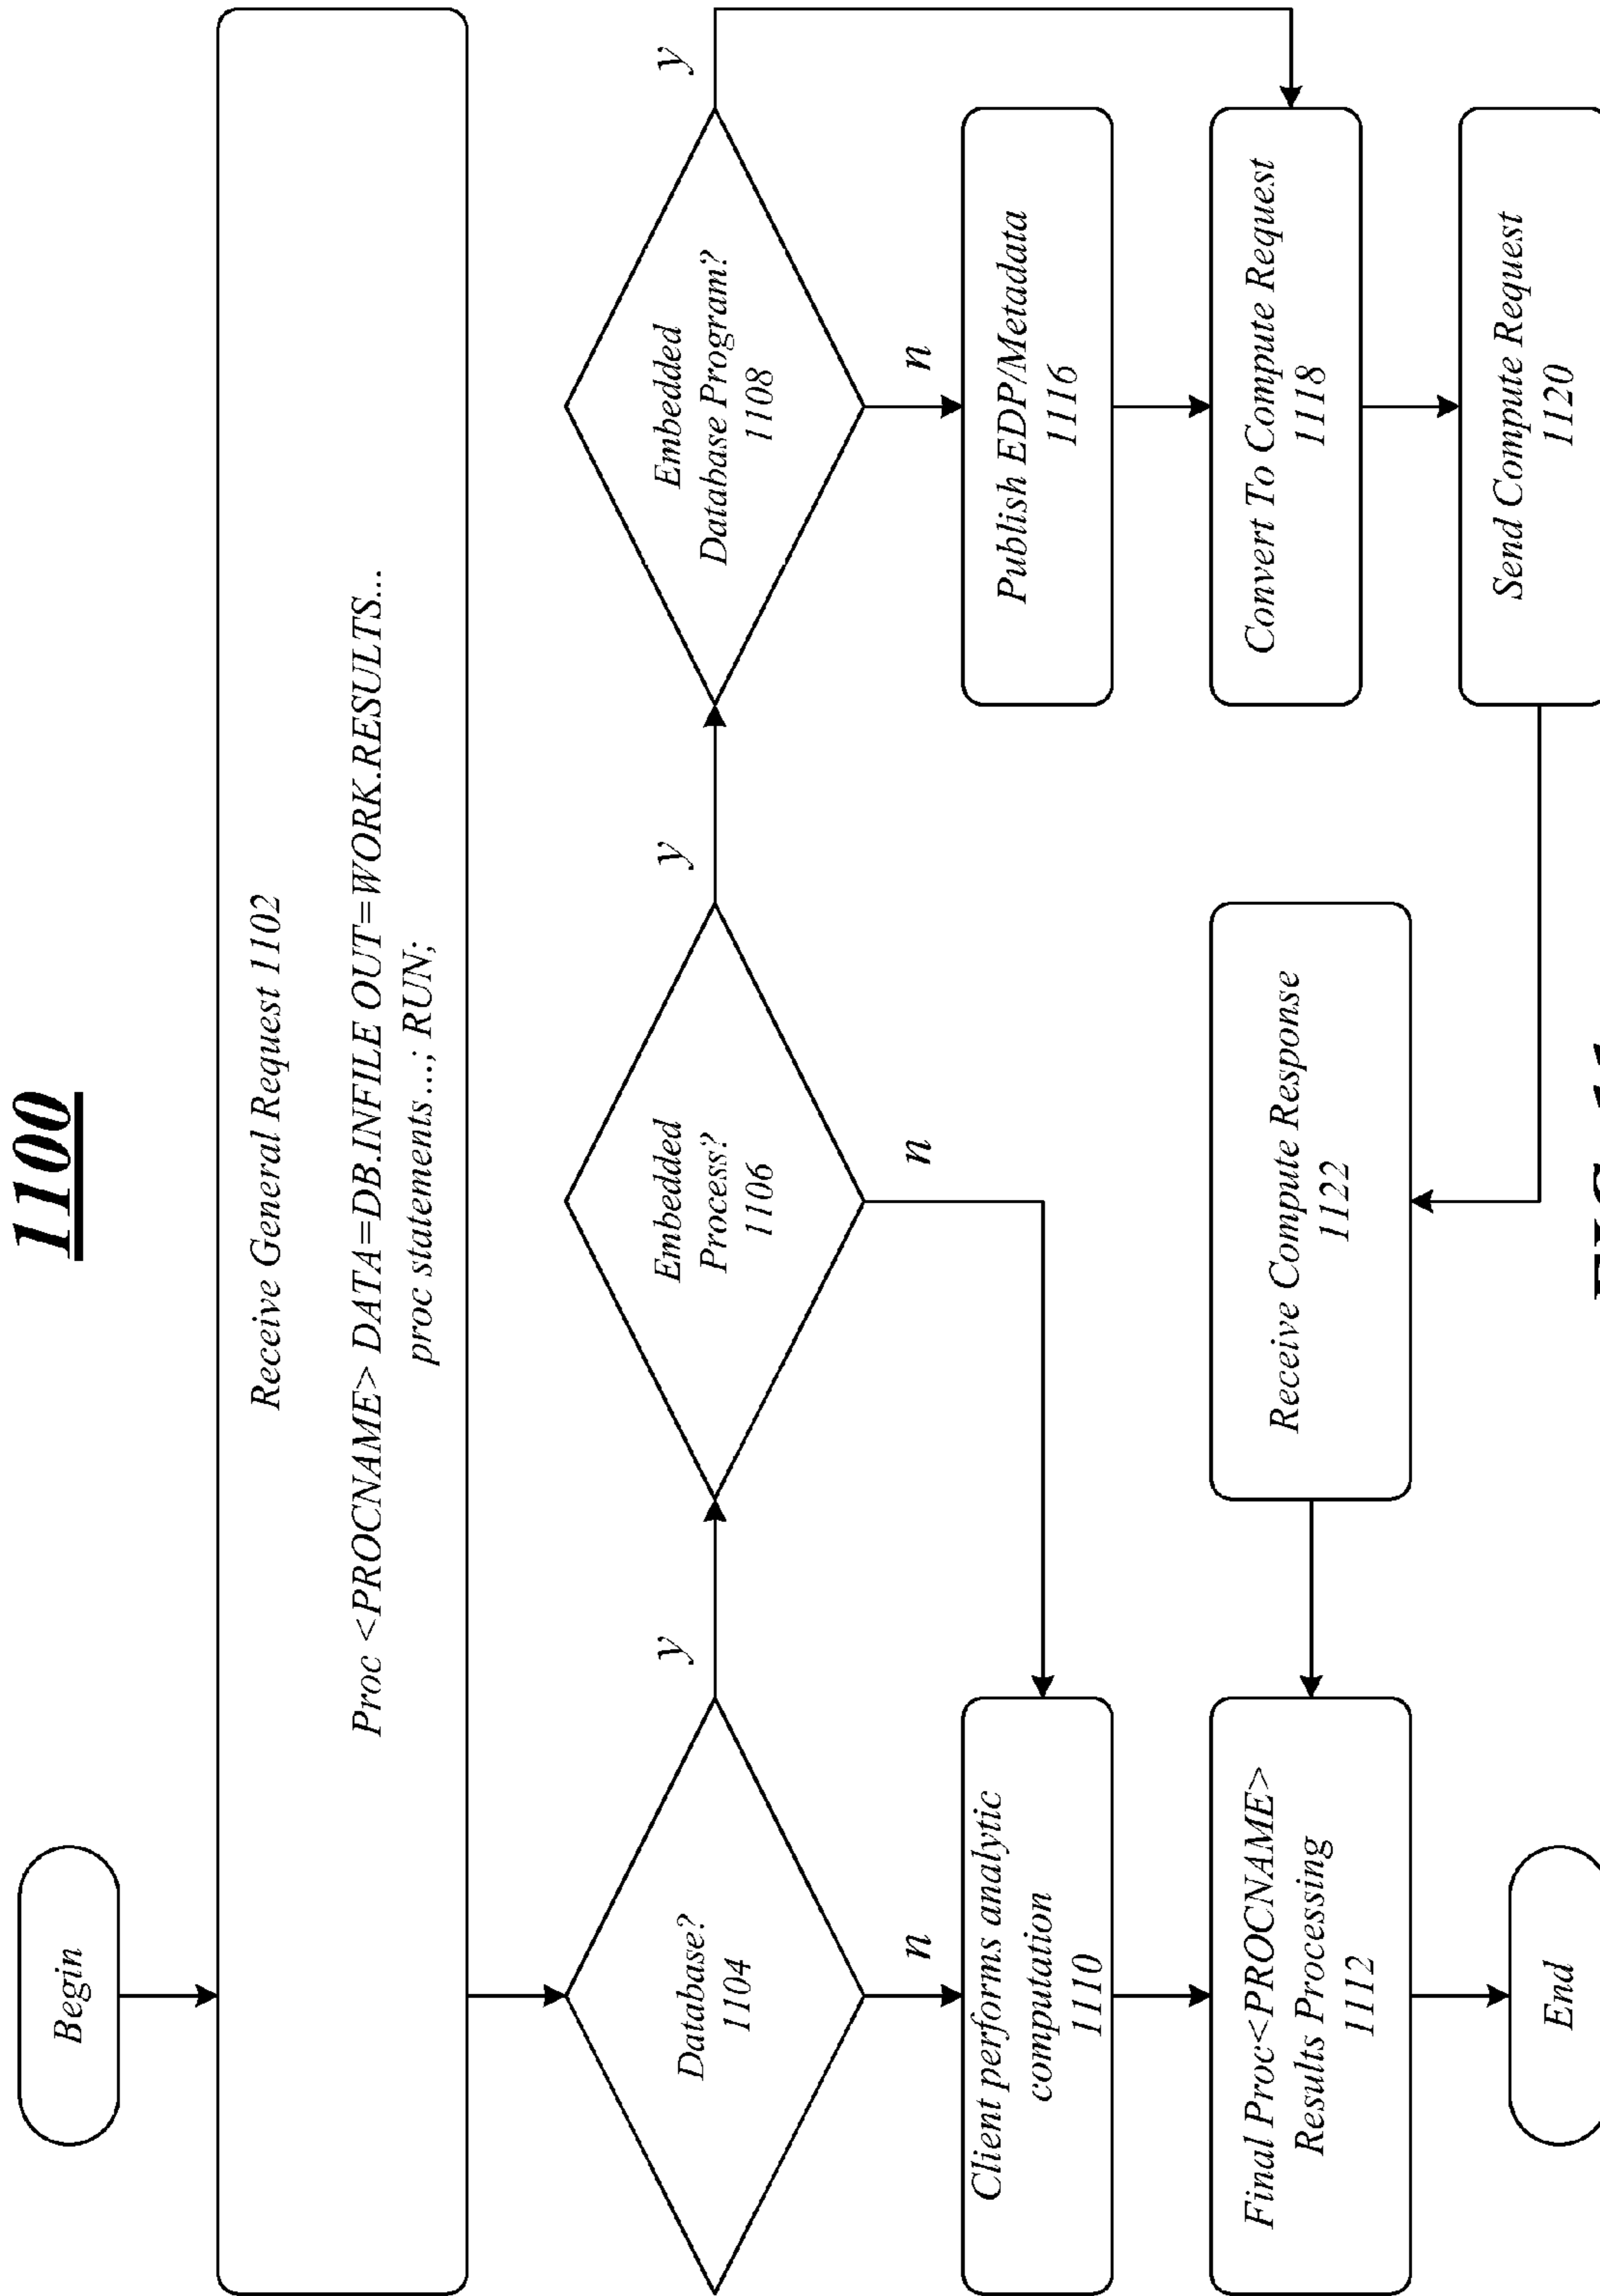 1100
Begin
Receive General Request 1102
Proc <PROCNAME> DATA=DB.INFILE OUT=WORK.RESULTS...
proc statements...; RUN;
Database?
1104
y
Embedded
Process?
1106
y
Embedded
Database Program?
1108
y
n
n
n
Client performs analytic
computation
1110
Publish EDP/Metadata
1116
Final Proc<PROCNAME>
Results Processing
1112
Receive Compute Response
1122
Convert To Compute Request
1118
End
Send Compute Request
1120